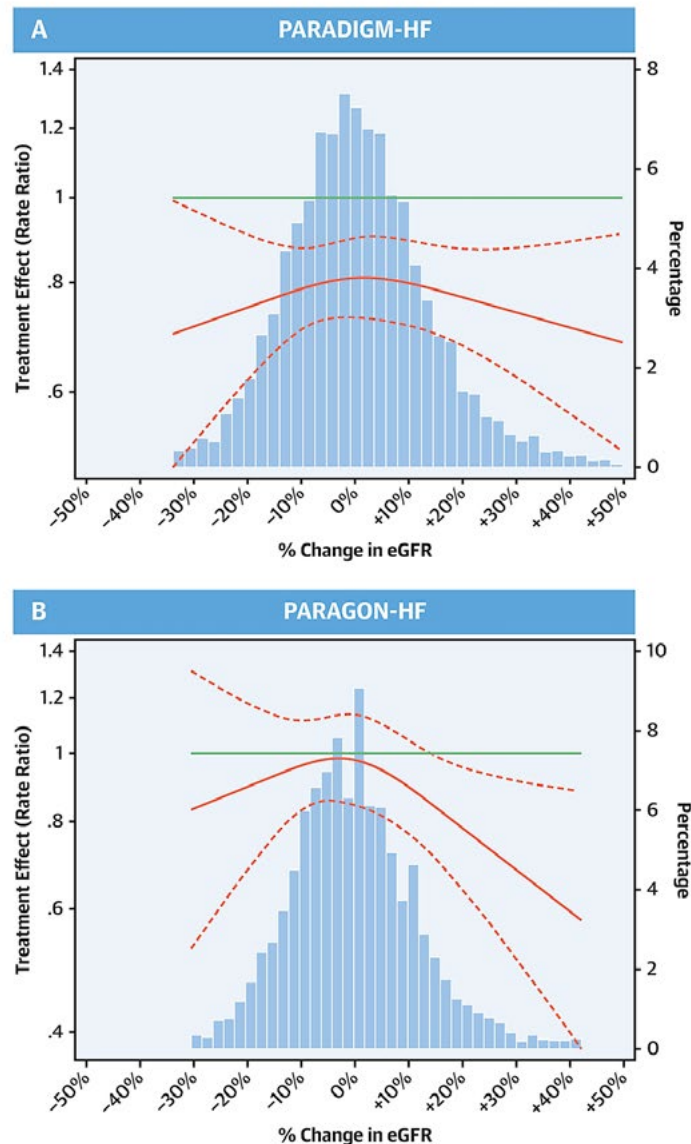 A PARADIGM-HF
Treatment Effect (Rate Ratio)
1.4
1.2
1
.8
.6
8
6
4
2
0
Percentage
–50% –40% –30% –20% –10% 0% +10% +20% +30% +40% +50%
% Change in eGFR
B PARAGON-HF
Treatment Effect (Rate Ratio)
1.4
1.2
1
.8
.6
.4
10
8
6
4
2
0
Percentage
–50% –40% –30% –20% –10% 0% +10% +20% +30% +40% +50%
% Change in eGFR